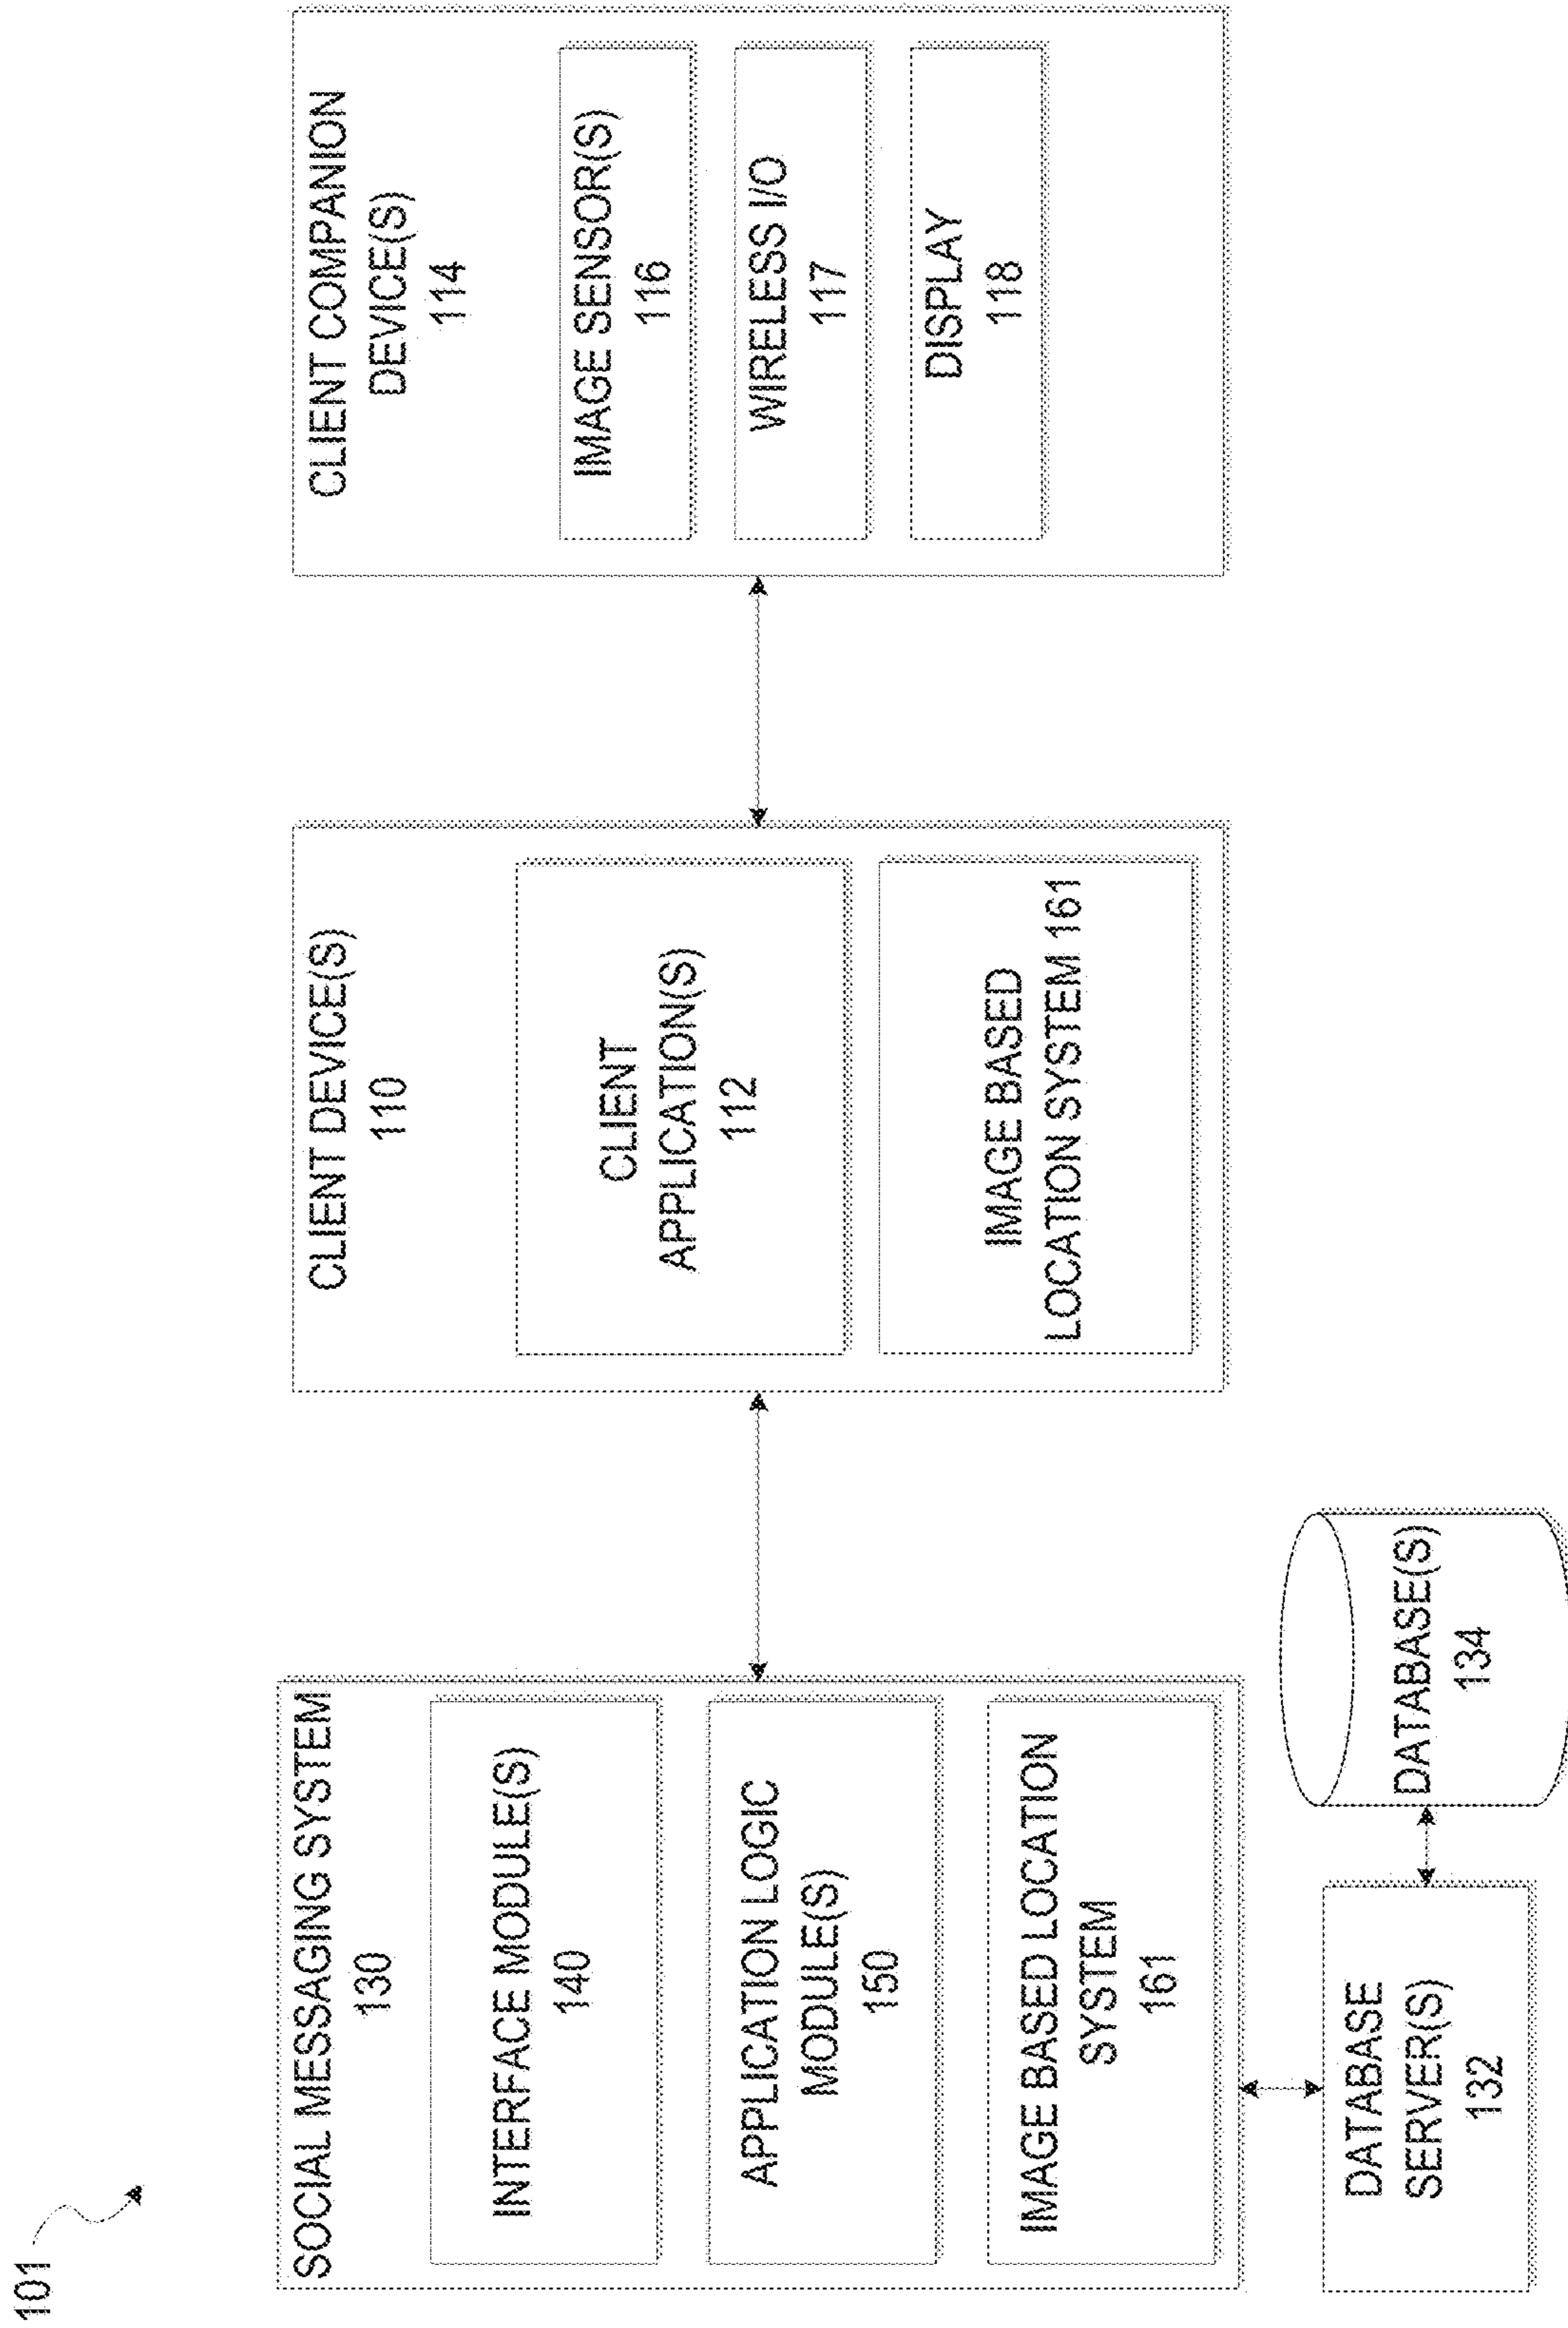 101
SOCIAL MESSAGING SYSTEM
130
INTERFACE MODULE(S)
140
APPLICATION LOGIC
MODULE(S)
150
IMAGE BASED LOCATION
SYSTEM
161
DATABASE
SERVER(S)
132
DATABASE(S)
134
CLIENT DEVICE(S)
110
CLIENT
APPLICATION(S)
112
IMAGE BASED
LOCATION SYSTEM 161
CLIENT COMPANION
DEVICE(S)
114
IMAGE SENSOR(S)
116
WIRELESS I/O
117
DISPLAY
118